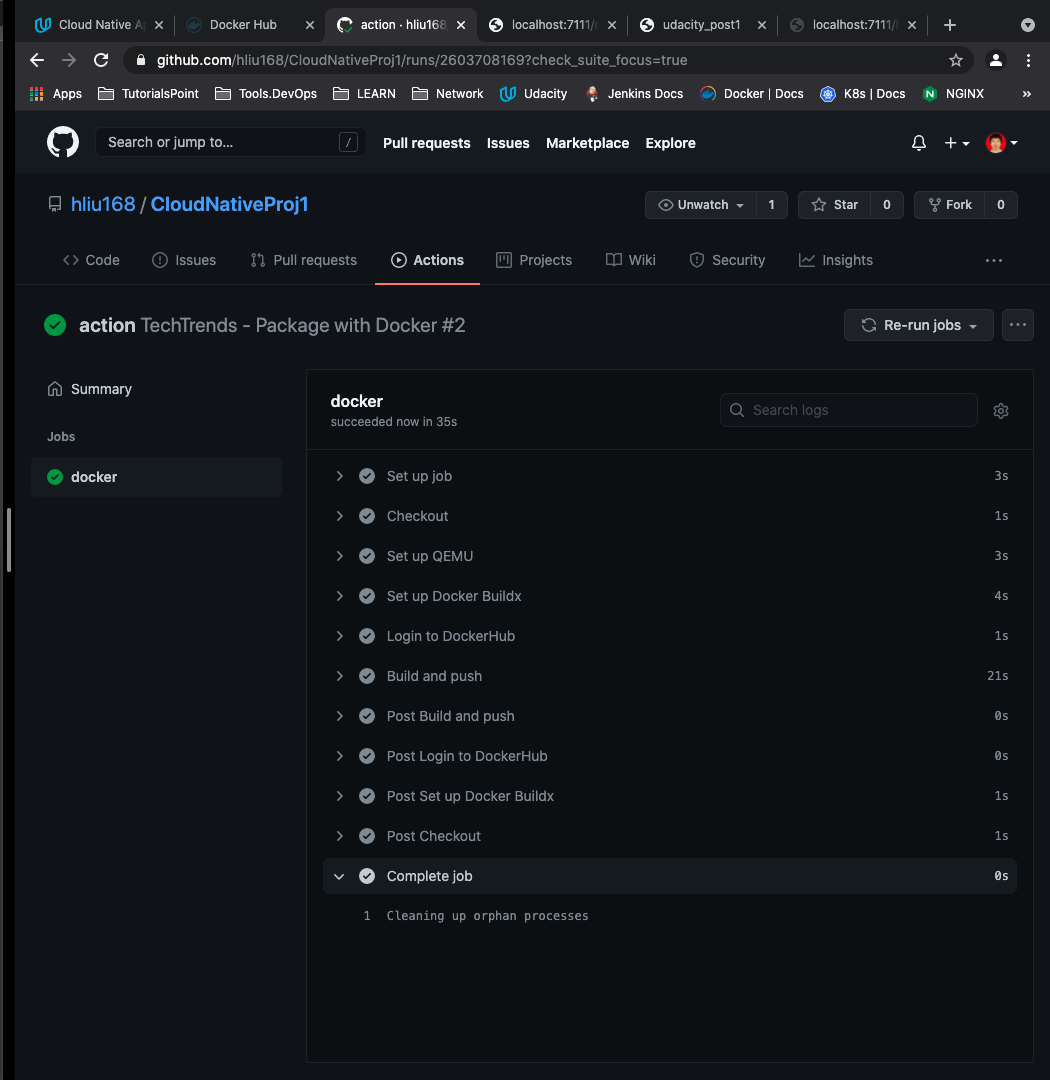 Cloud Native A
Docker Hub
action · hliu168
localhost:7111/
udacity_post1
localhost:7111/
github.com/hliu168/CloudNativeProj1/runs/2603708169?check_suite_focus=true
Apps TutorialsPoint Tools.DevOps LEARN Network Udacity Jenkins Docs Docker | Docs K8s | Docs NGINX »
Search or jump to... / Pull requests Issues Marketplace Explore
hliu168 / CloudNativeProj1 Unwatch 1 Star 0 Fork 0
Code Issues Pull requests Actions Projects Wiki Security Insights ...
action TechTrends - Package with Docker #2 Re-run jobs ...
Summary
Jobs
docker
docker
succeeded now in 35s
Search logs
Set up job 3s
Checkout 1s
Set up QEMU 3s
Set up Docker Buildx 4s
Login to DockerHub 1s
Build and push 21s
Post Build and push 0s
Post Login to DockerHub 0s
Post Set up Docker Buildx 1s
Post Checkout 1s
Complete job 0s
1 Cleaning up orphan processes